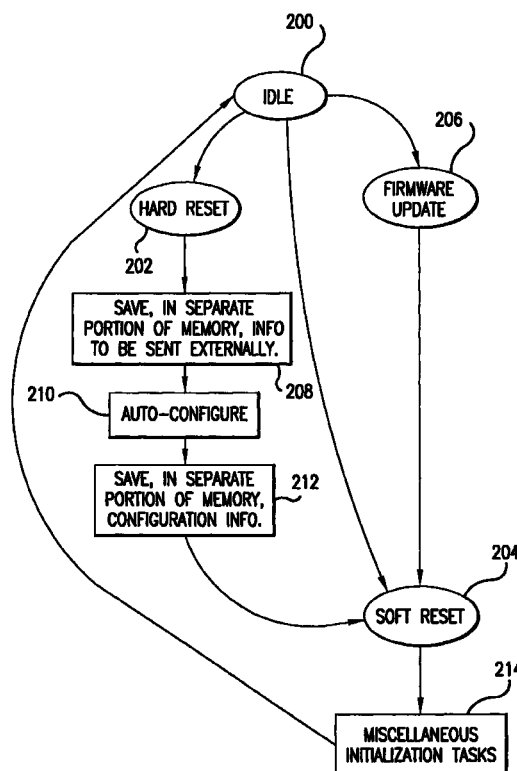 200
IDLE
206
FIRMWARE
UPDATE
HARD RESET
202
SAVE, IN SEPARATE
PORTION OF MEMORY, INFO
TO BE SENT EXTERNALLY.
208
210
AUTO-CONFIGURE
SAVE, IN SEPARATE
PORTION OF MEMORY,
CONFIGURATION INFO.
212
204
SOFT RESET
214
MISCELLANEOUS
INITIALIZATION TASKS